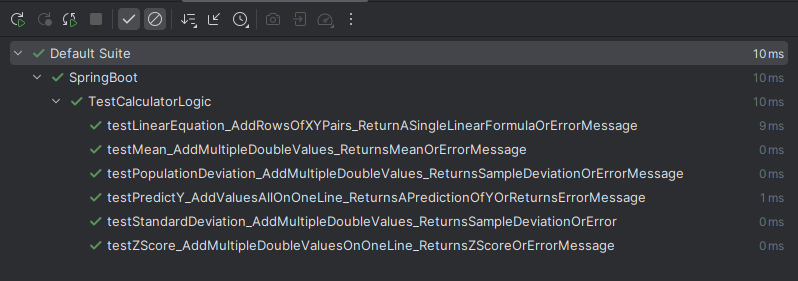 Default Suite 10 ms
SpringBoot 10 ms
TestCalculatorLogic 10 ms
testLinearEquation_AddRowsOfXYPairs_ReturnASingleLinearFormulaOrErrorMessage 9 ms
testMean_AddMultipleDoubleValues_ReturnsMeanOrErrorMessage 0 ms
testPopulationDeviation_AddMultipleDoubleValues_ReturnsSampleDeviationOrErrorMessage 0 ms
testPredictY_AddValuesAllOnOneLine_ReturnsAPredictionOfYOrReturnsErrorMessage 1 ms
testStandardDeviation_AddMultipleDoubleValues_ReturnsSampleDeviationOrError 0 ms
testZScore_AddMultipleDoubleValuesOnOneLine_ReturnsZScoreOrErrorMessage 0 ms